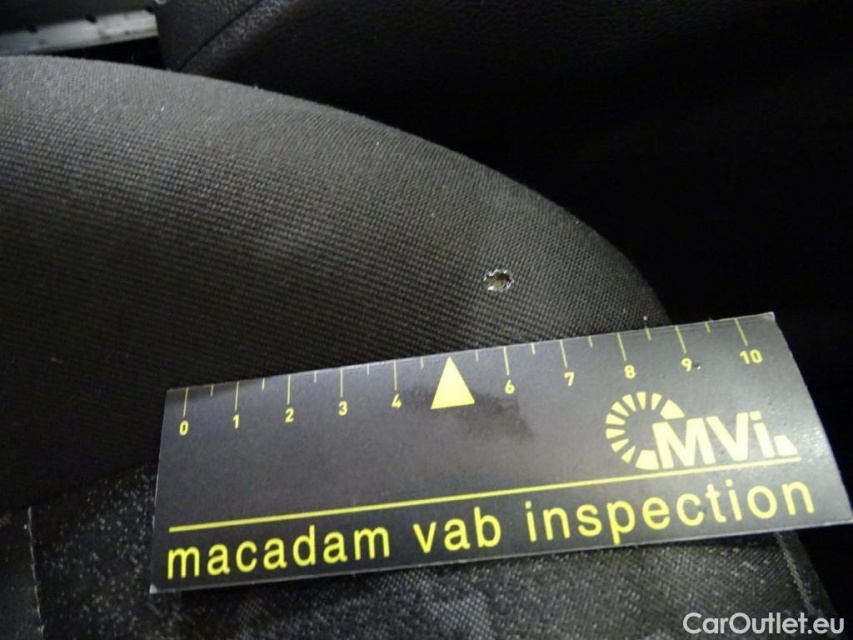 0 1 2 3 4 6 7 8 9 10
MVi
macadam vab inspection
CarOutlet.eu